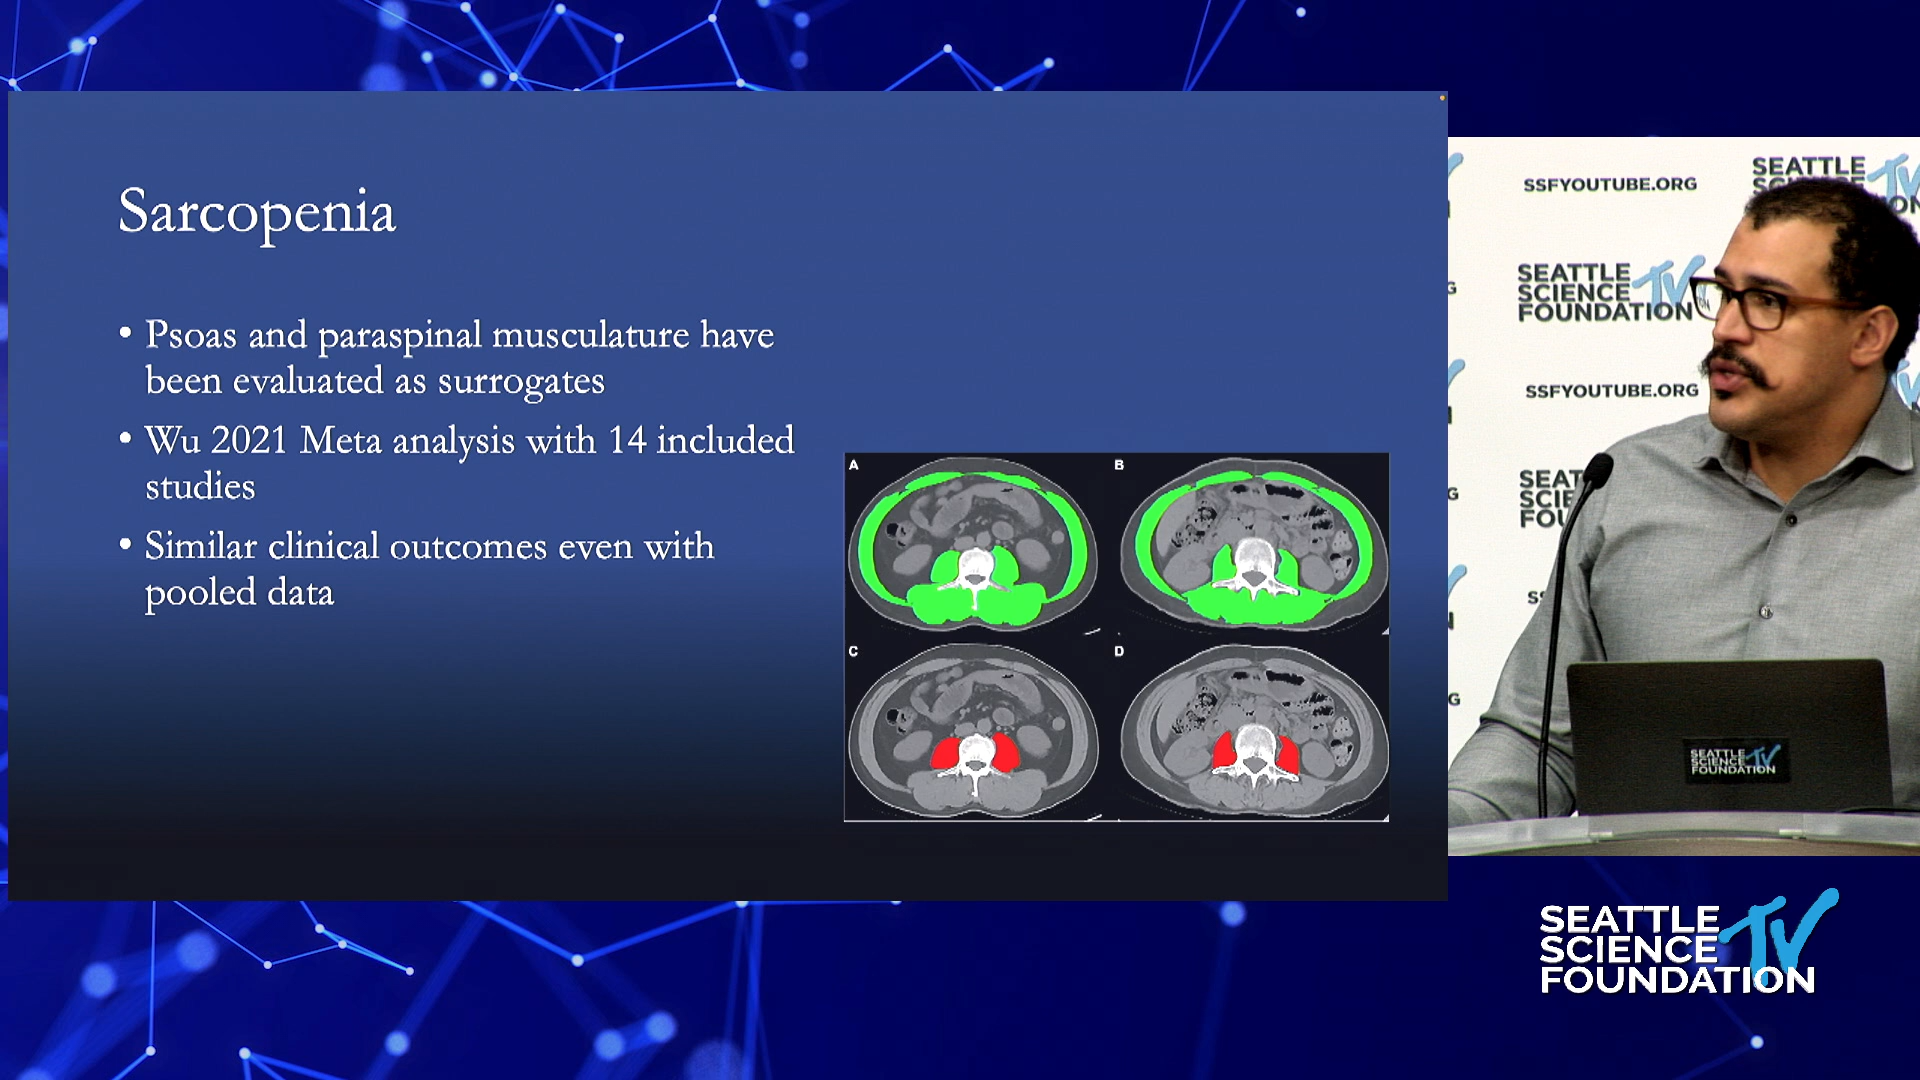 Sarcopenia
• Psoas and paraspinal musculature have
been evaluated as surrogates
• Wu 2021 Meta analysis with 14 included
studies
• Similar clinical outcomes even with
pooled data
A
B
C
D
SSFYOUTUBE.ORG
SEATTLE
TV
SEATTLE
SCIENCE
FOUNDATION
TV
SSFYOUTUBE.ORG
SEATTLE
SCIENCE
FOUNDATION
TV
SEATTLE
SCIENCE
FOUNDATION
TV